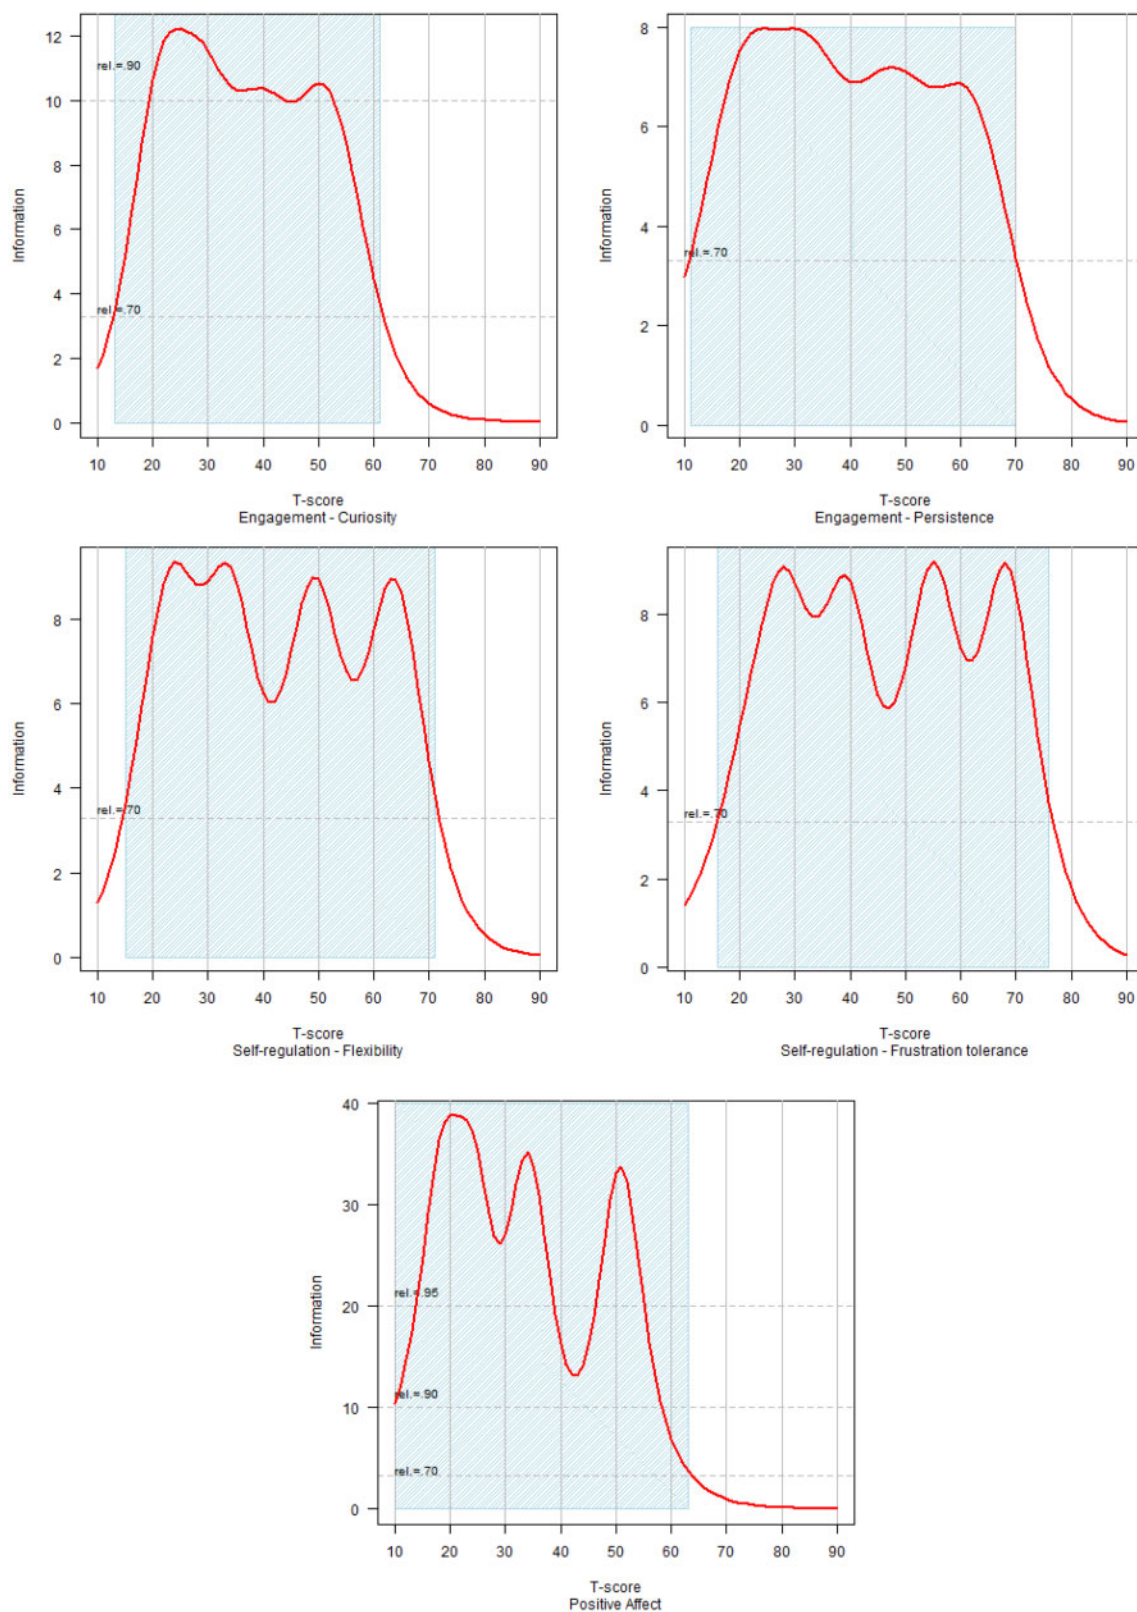 12
10
8
6
4
2
0
Information
rel.=.90
rel.=.70
10 20 30 40 50 60 70 80 90
T-score
Engagement - Curiosity
8
6
4
2
0
Information
rel.=.70
10 20 30 40 50 60 70 80 90
T-score
Engagement - Persistence
8
6
4
2
0
Information
rel.=.70
10 20 30 40 50 60 70 80 90
T-score
Self-regulation - Flexibility
8
6
4
2
0
Information
rel.=.70
10 20 30 40 50 60 70 80 90
T-score
Self-regulation - Frustration tolerance
40
30
20
10
0
Information
rel.=.95
rel.=.90
rel.=.70
10 20 30 40 50 60 70 80 90
T-score
Positive Affect